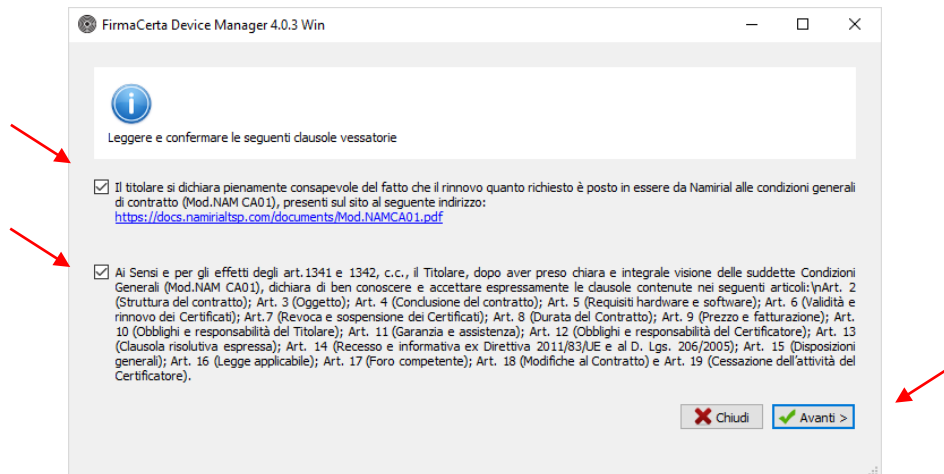 FirmaCerta Device Manager 4.0.3 Win
Leggere e confermare le seguenti clausole vessatorie
Il titolare si dichiara pienamente consapevole del fatto che il rinnovo quanto richiesto è posto in essere da Namirial alle condizioni generali
di contratto (Mod.NAM CA01), presenti sul sito al seguente indirizzo:
https://docs.namirialtsp.com/documents/Mod.NAMCA01.pdf
Ai Sensi e per gli effetti degli art.1341 e 1342, c.c., il Titolare, dopo aver preso chiara e integrale visione delle suddette Condizioni
Generali (Mod.NAM CA01), dichiara di ben conoscere e accettare espressamente le clausole contenute nei seguenti articoli:\nArt. 2
(Struttura del contratto); Art. 3 (Oggetto); Art. 4 (Conclusione del contratto); Art. 5 (Requisiti hardware e software); Art. 6 (Validità e
rinnovo dei Certificati); Art.7 (Revoca e sospensione dei Certificati); Art. 8 (Durata del Contratto); Art. 9 (Prezzo e fatturazione); Art.
10 (Obblighi e responsabilità del Titolare); Art. 11 (Garanzia e assistenza); Art. 12 (Obblighi e responsabilità del Certificatore); Art. 13
(Clausola risolutiva espressa); Art. 14 (Recesso e informativa ex Direttiva 2011/83/UE e al D. Lgs. 206/2005); Art. 15 (Disposizioni
generali); Art. 16 (Legge applicabile); Art. 17 (Foro competente); Art. 18 (Modifiche al Contratto) e Art. 19 (Cessazione dell'attività del
Certificatore).
Chiudi
Avanti >